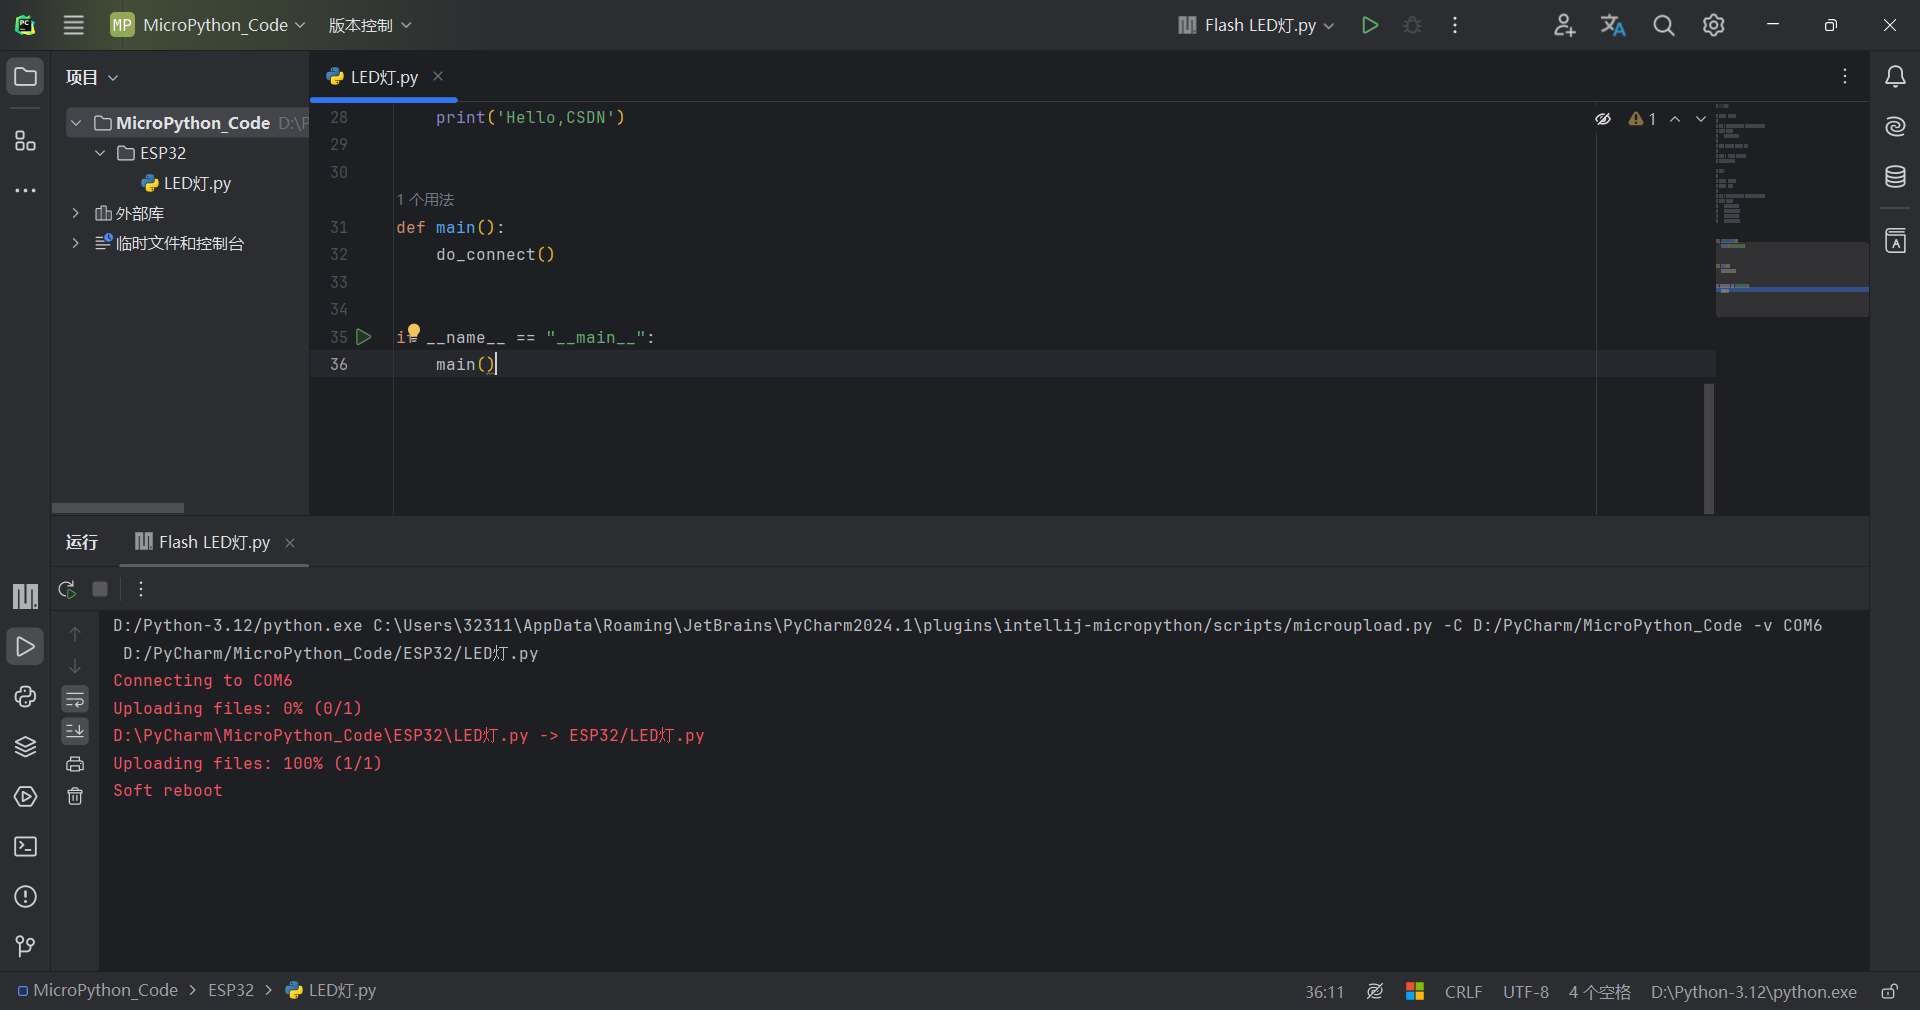 MP MicroPython_Code 版本控制 Flash LED灯.py
项目
LED灯.py
MicroPython_Code D:\P
ESP32
LED灯.py
外部库
临时文件和控制台
28 print('Hello,CSDN')
1
29
30
1 个用法
31 def main():
32 do_connect()
33
34
35 if __name__ == "__main__":
36 main()
运行 Flash LED灯.py
D:/Python-3.12/python.exe C:\Users\32311\AppData\Roaming\JetBrains\PyCharm2024.1\plugins\intellij-micropython/scripts/microupload.py -C D:/PyCharm/MicroPython_Code -v COM6
D:/PyCharm/MicroPython_Code/ESP32/LED灯.py
Connecting to COM6
Uploading files: 0% (0/1)
D:\PyCharm\MicroPython_Code\ESP32\LED灯.py -> ESP32/LED灯.py
Uploading files: 100% (1/1)
Soft reboot
MicroPython_Code > ESP32 > LED灯.py
36:11 CRLF UTF-8 4 个空格 D:\Python-3.12\python.exe